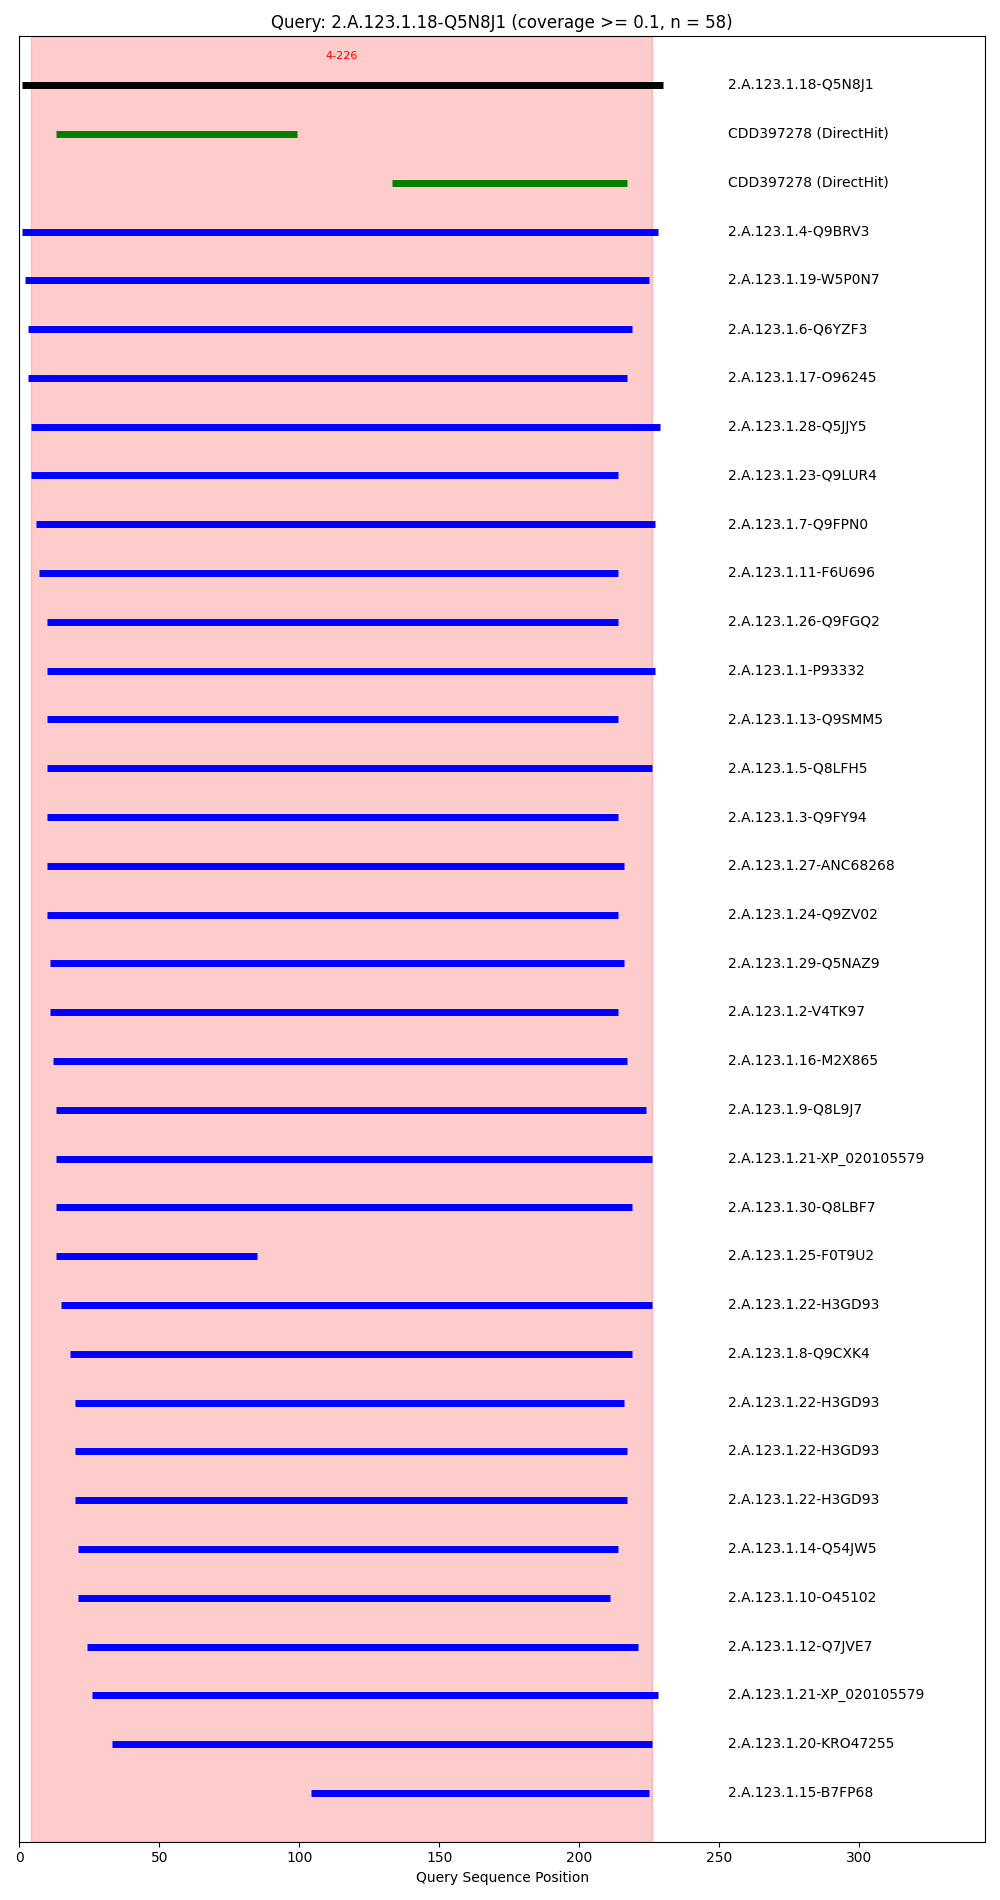 Query: 2.A.123.1.18-Q5N8J1 (coverage >= 0.1, n = 58)
4-226
2.A.123.1.18-Q5N8J1
CDD397278 (DirectHit)
CDD397278 (DirectHit)
2.A.123.1.4-Q9BRV3
2.A.123.1.19-W5P0N7
2.A.123.1.6-Q6YZF3
2.A.123.1.17-O96245
2.A.123.1.28-Q5JJY5
2.A.123.1.23-Q9LUR4
2.A.123.1.7-Q9FPN0
2.A.123.1.11-F6U696
2.A.123.1.26-Q9FGQ2
2.A.123.1.1-P93332
2.A.123.1.13-Q9SMM5
2.A.123.1.5-Q8LFH5
2.A.123.1.3-Q9FY94
2.A.123.1.27-ANC68268
2.A.123.1.24-Q9ZV02
2.A.123.1.29-Q5NAZ9
2.A.123.1.2-V4TK97
2.A.123.1.16-M2X865
2.A.123.1.9-Q8L9J7
2.A.123.1.21-XP_020105579
2.A.123.1.30-Q8LBF7
2.A.123.1.25-F0T9U2
2.A.123.1.22-H3GD93
2.A.123.1.8-Q9CXK4
2.A.123.1.22-H3GD93
2.A.123.1.22-H3GD93
2.A.123.1.22-H3GD93
2.A.123.1.14-Q54JW5
2.A.123.1.10-O45102
2.A.123.1.12-Q7JVE7
2.A.123.1.21-XP_020105579
2.A.123.1.20-KRO47255
2.A.123.1.15-B7FP68
0 50 100 150 200 250 300
Query Sequence Position